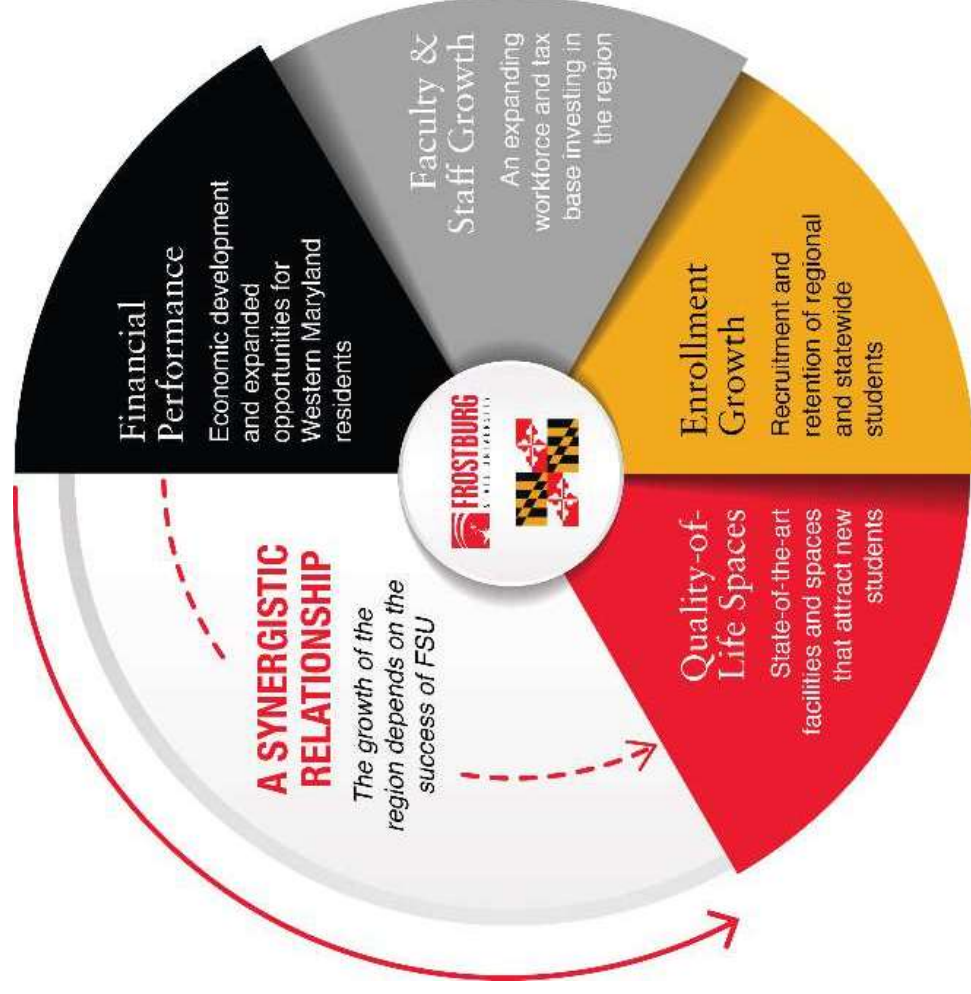 A SYNERGISTIC
RELATIONSHIP
The growth of the
region depends on the
success of FSU
Quality-of-
Life Spaces
State-of-the-art
facilities and spaces
that attract new
students
Enrollment
Growth
Recruitment and
retention of regional
and statewide
students
Faculty &
Staff Growth
An expanding
workforce and tax
base investing in
the region
Financial
Performance
Economic development
and expanded
opportunities for
Western Maryland
residents
FROSTBURG
UNIVERSITY